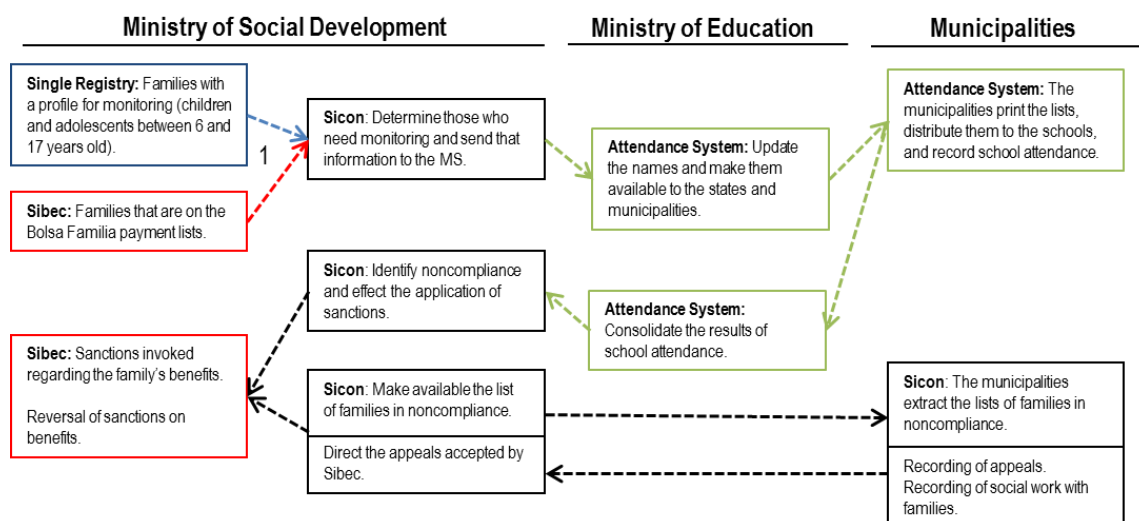 Ministry of Social Development
Ministry of Education
Municipalities
Single Registry: Families with
a profile for monitoring (children
and adolescents between 6 and
17 years old).
1
Sicon: Determine those who
need monitoring and send that
information to the MS.
Attendance System: Update
the names and make them
available to the states and
municipalities.
Attendance System: The
municipalities print the lists,
distribute them to the schools,
and record school attendance.
Sibec: Families that are on the
Bolsa Familia payment lists.
Sicon: Identify noncompliance
and effect the application of
sanctions.
Attendance System:
Consolidate the results of
school attendance.
Sibec: Sanctions invoked
regarding the family's benefits.
Reversal of sanctions on
benefits.
Sicon: Make available the list
of families in noncompliance.
Direct the appeals accepted by
Sibec.
Sicon: The municipalities
extract the lists of families in
noncompliance.
Recording of appeals.
Recording of social work with
families.